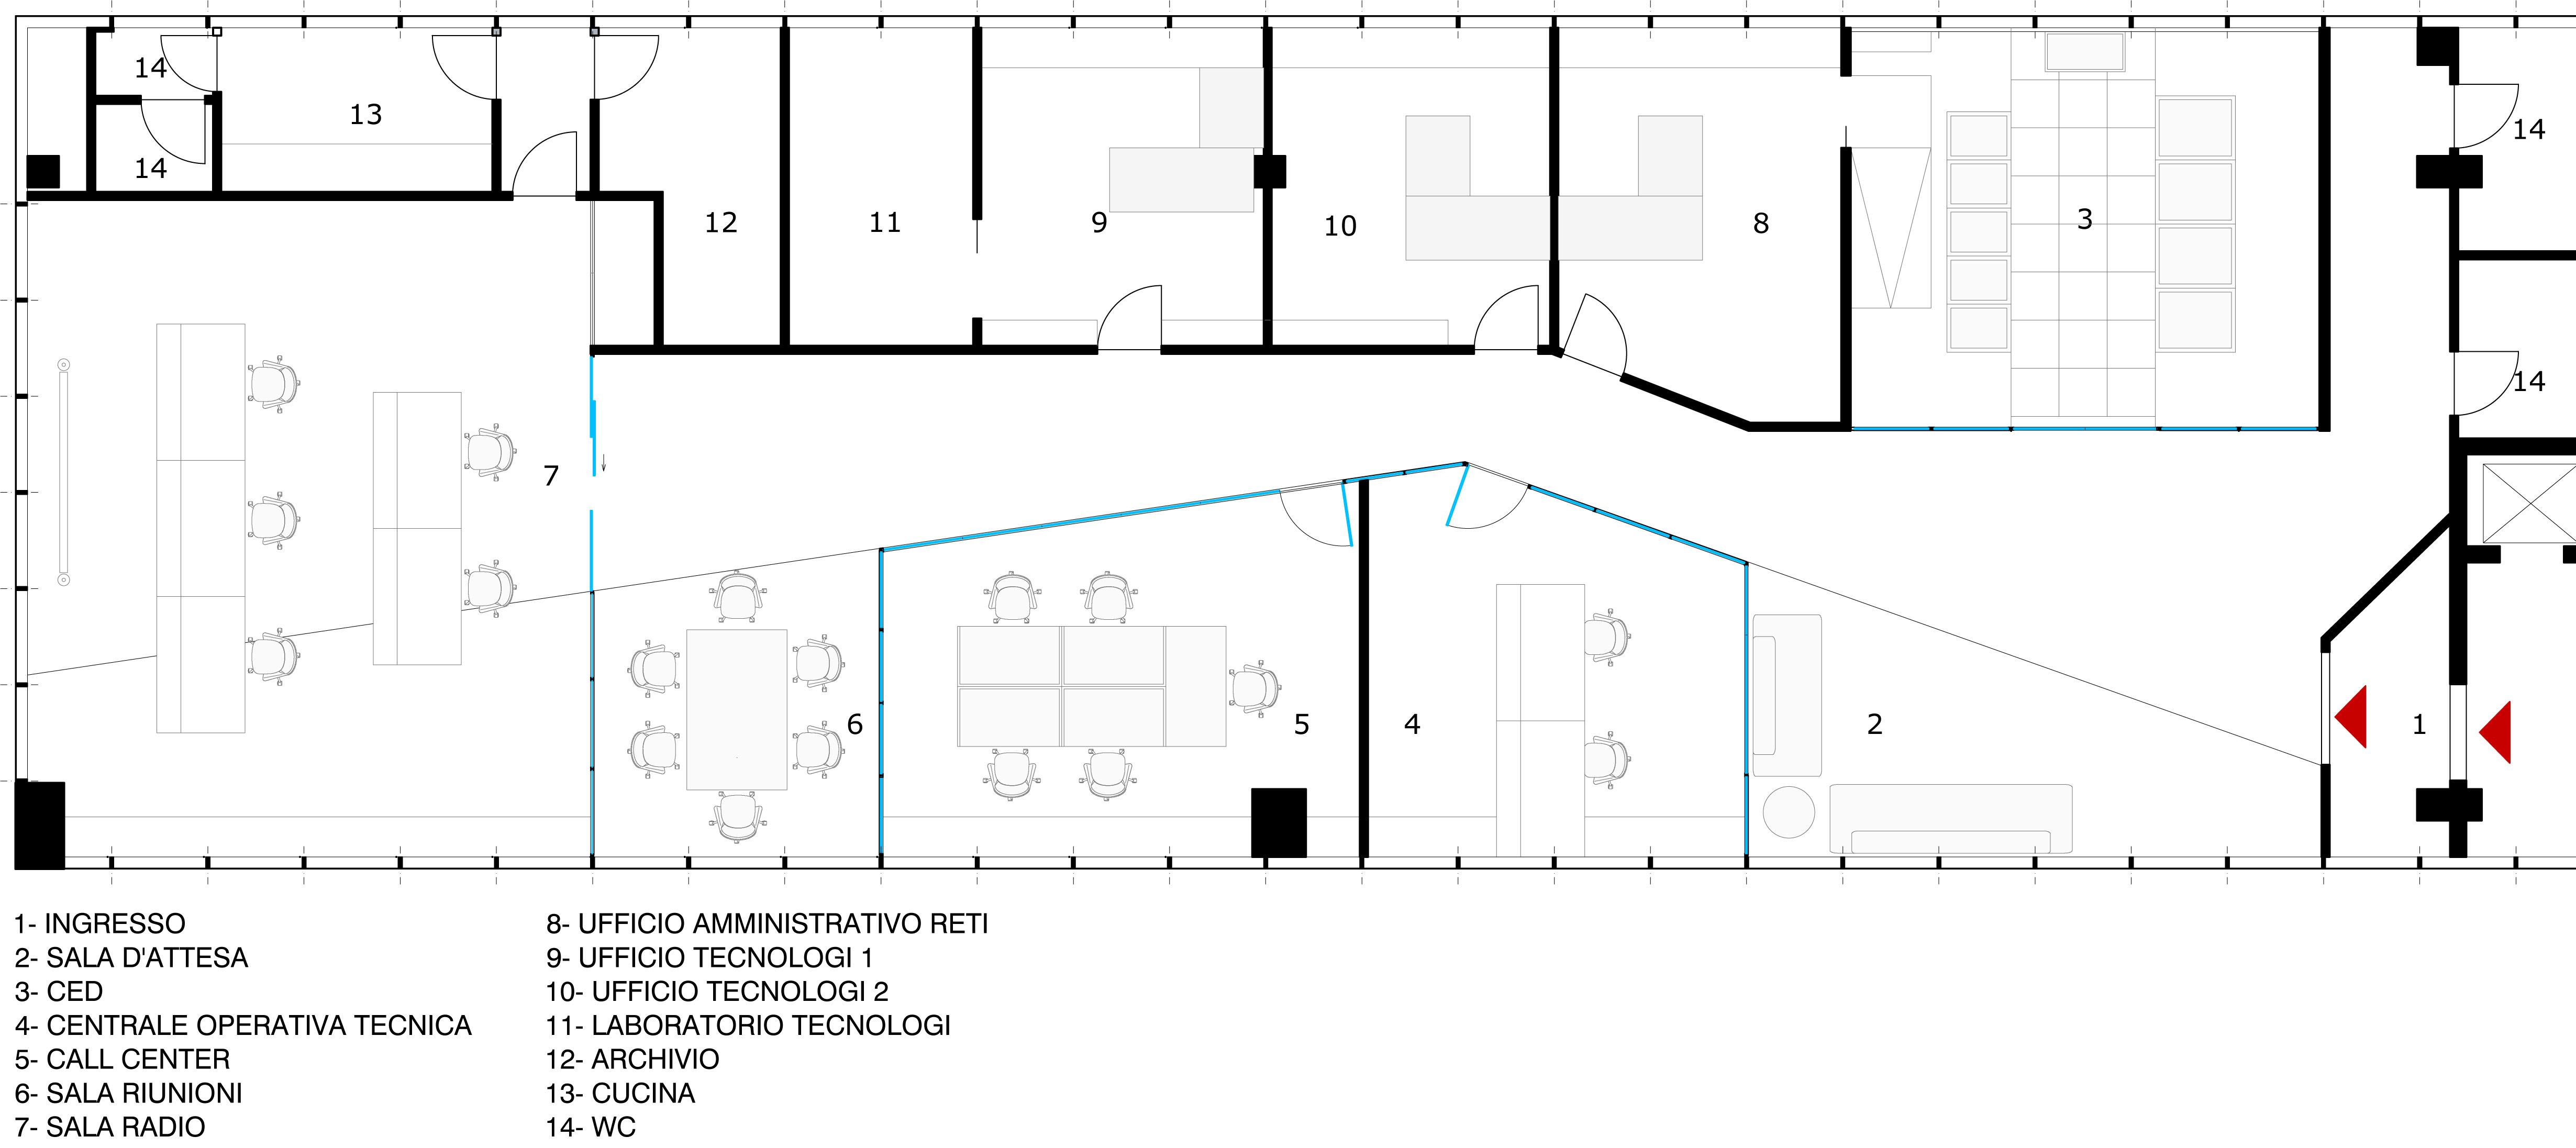 14
13
14
12
11
9
10
8
3
14
14
7
6
5
4
2
1
1- INGRESSO
2- SALA D'ATTESA
3- CED
4- CENTRALE OPERATIVA TECNICA
5- CALL CENTER
6- SALA RIUNIONI
7- SALA RADIO
8- UFFICIO AMMINISTRATIVO RETI
9- UFFICIO TECNOLOGI 1
10- UFFICIO TECNOLOGI 2
11- LABORATORIO TECNOLOGI
12- ARCHIVIO
13- CUCINA
14- WC